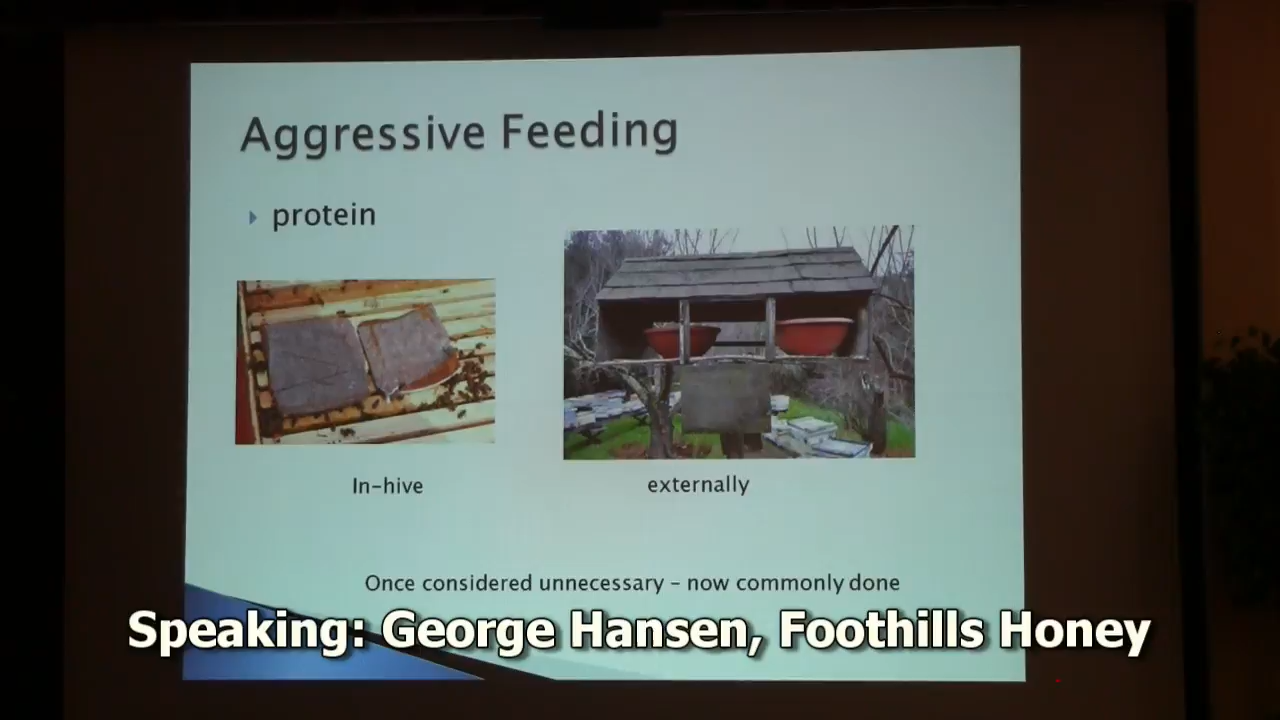 Aggressive Feeding
protein
In-hive
externally
Once considered unnecessary - now commonly done
Speaking: George Hansen, Foothills Honey